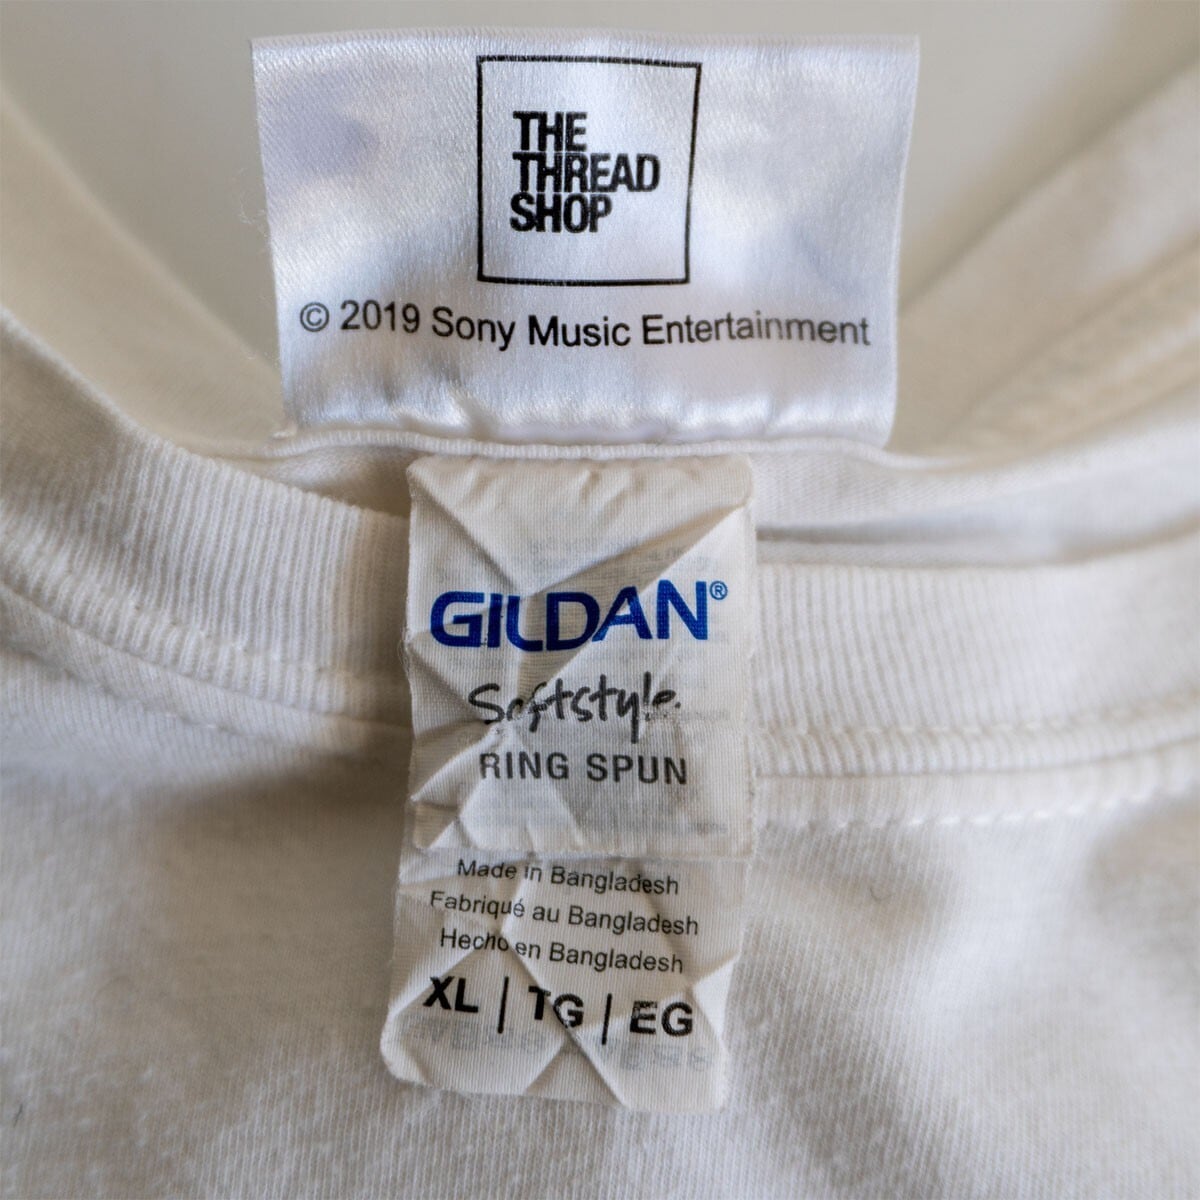 THE
THREAD
SHOP
© 2019 Sony Music Entertainment
GILDAN®
Softstyle.
RING SPUN
Made in Bangladesh
Fabriqué au Bangladesh
Hecho en Bangladesh
XL | TG | EG